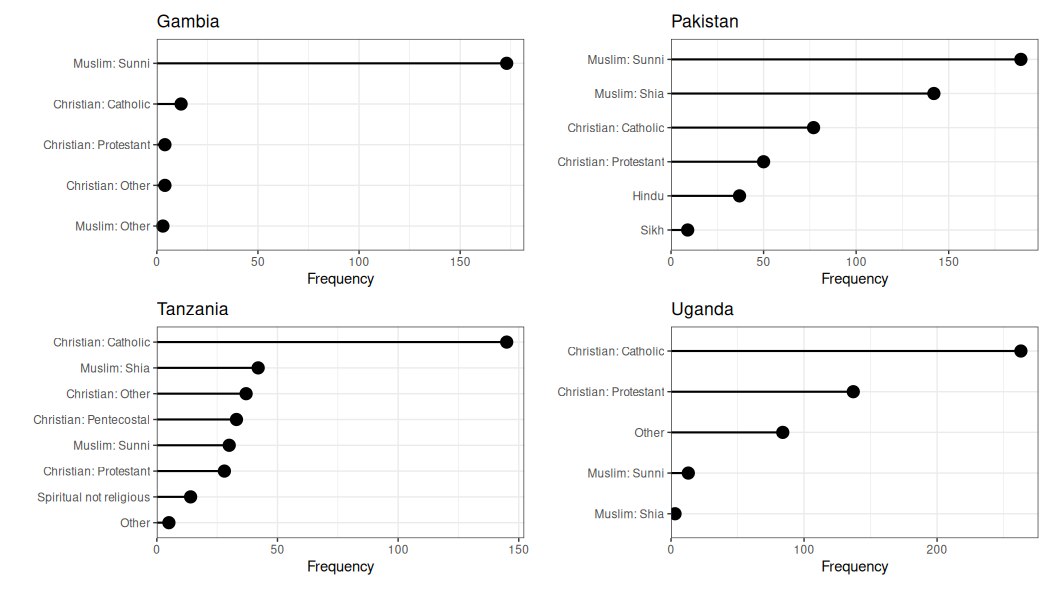 Gambia
Muslim: Sunni
Christian: Catholic
Christian: Protestant
Christian: Other
Muslim: Other
0 50 100 150
Frequency
Pakistan
Muslim: Sunni
Muslim: Shia
Christian: Catholic
Christian: Protestant
Hindu
Sikh
0 50 100 150
Frequency
Tanzania
Christian: Catholic
Muslim: Shia
Christian: Other
Christian: Pentecostal
Muslim: Sunni
Christian: Protestant
Spiritual not religious
Other
0 50 100 150
Frequency
Uganda
Christian: Catholic
Christian: Protestant
Other
Muslim: Sunni
Muslim: Shia
0 100 200
Frequency